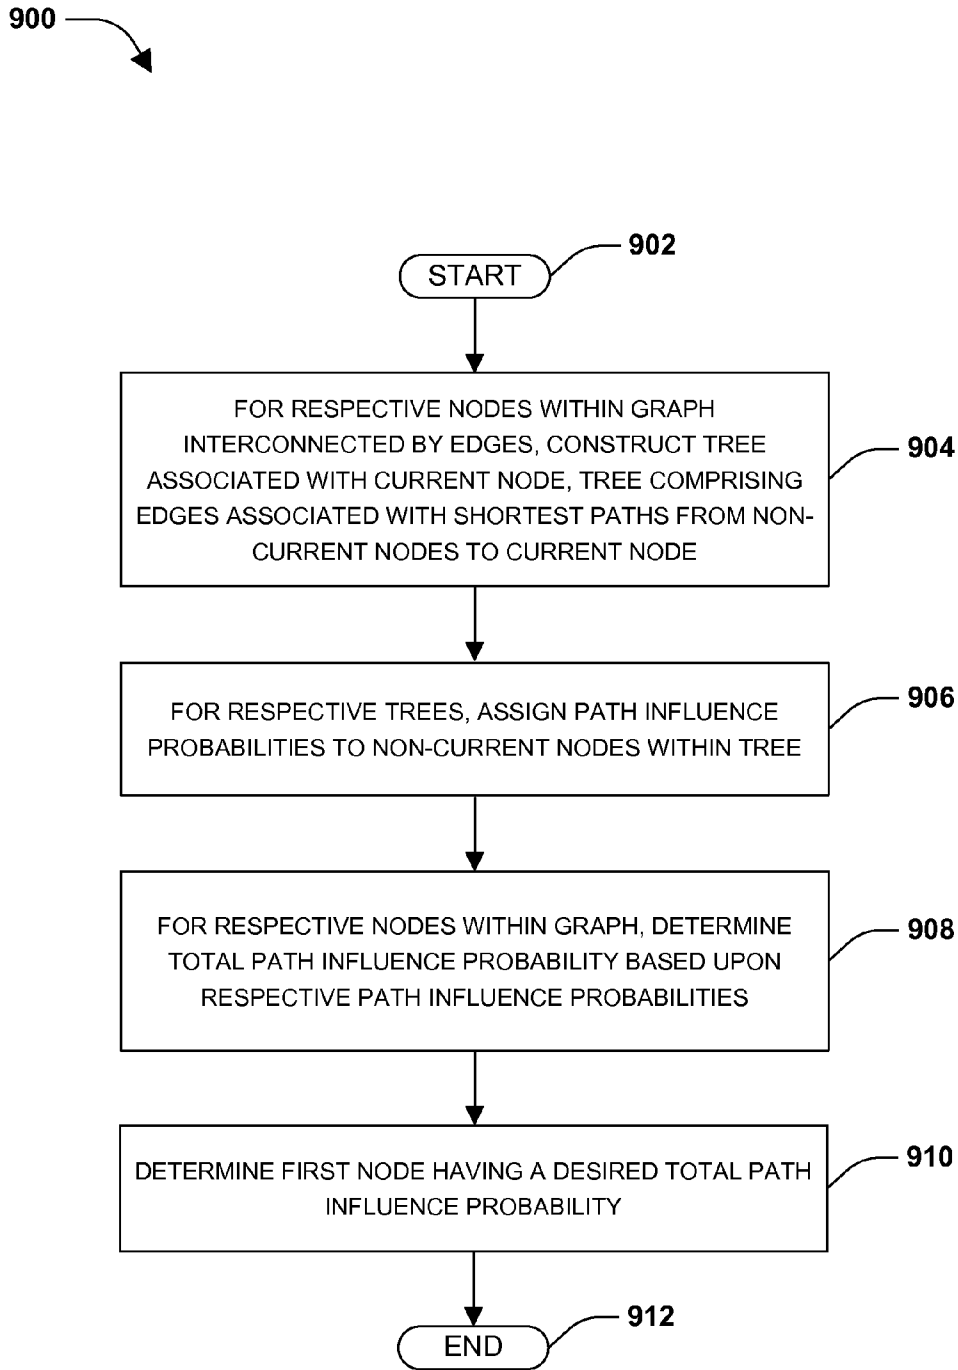 900
902
START
FOR RESPECTIVE NODES WITHIN GRAPH
INTERCONNECTED BY EDGES, CONSTRUCT TREE
ASSOCIATED WITH CURRENT NODE, TREE COMPRISING
EDGES ASSOCIATED WITH SHORTEST PATHS FROM NON-
CURRENT NODES TO CURRENT NODE
904
FOR RESPECTIVE TREES, ASSIGN PATH INFLUENCE
PROBABILITIES TO NON-CURRENT NODES WITHIN TREE
906
FOR RESPECTIVE NODES WITHIN GRAPH, DETERMINE
TOTAL PATH INFLUENCE PROBABILITY BASED UPON
RESPECTIVE PATH INFLUENCE PROBABILITIES
908
DETERMINE FIRST NODE HAVING A DESIRED TOTAL PATH
INFLUENCE PROBABILITY
910
END
912